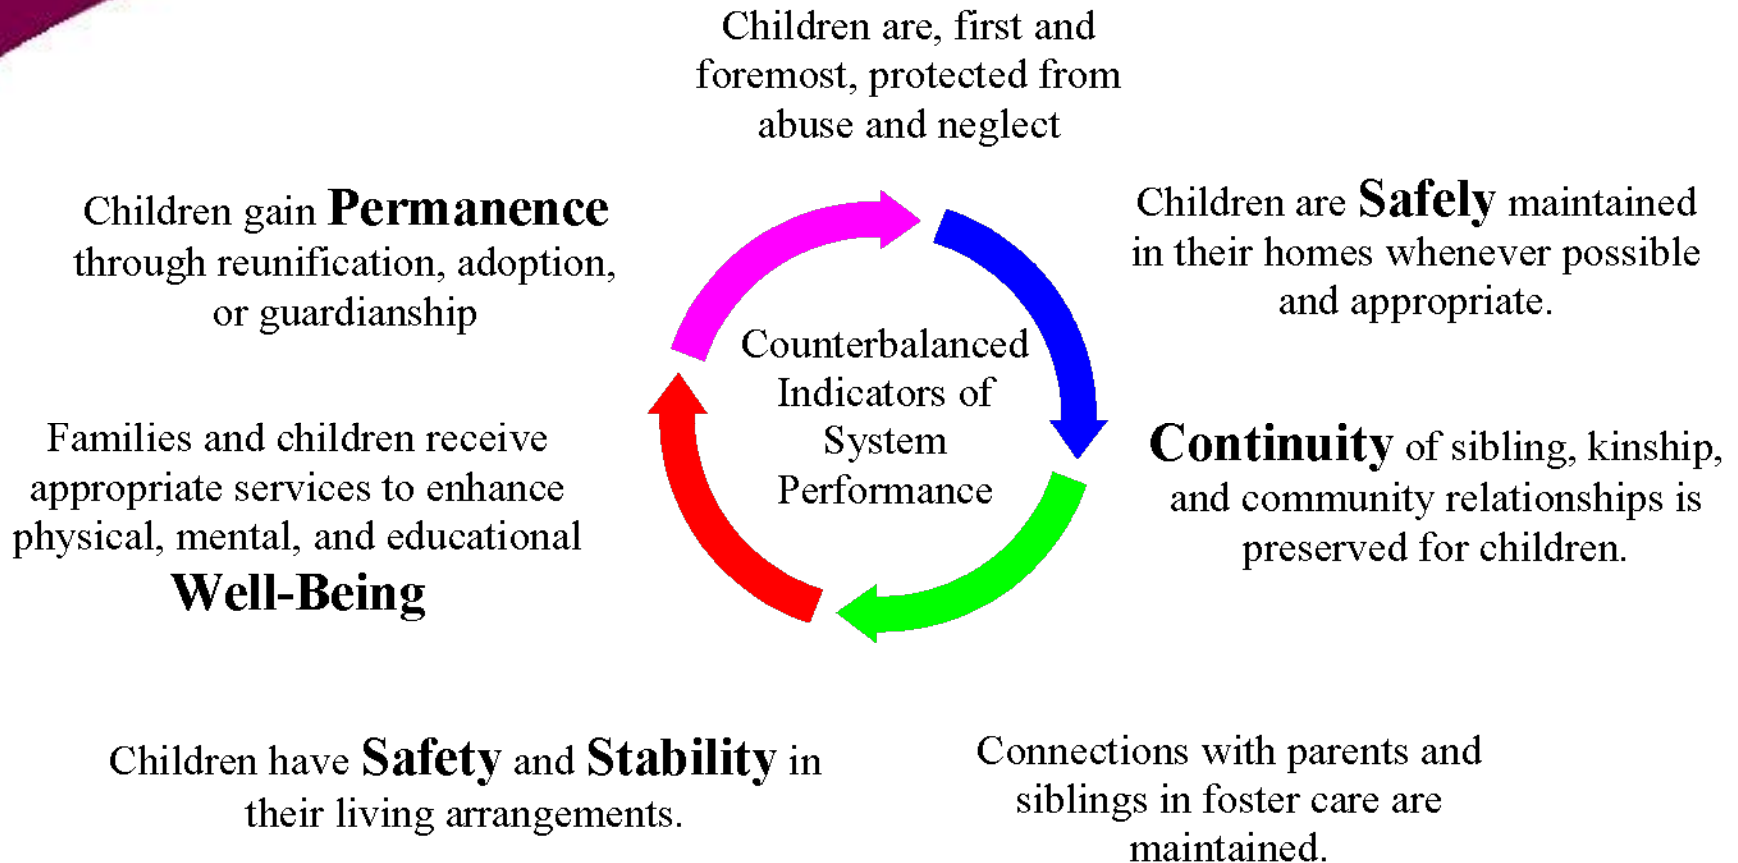 Children are, first and
foremost, protected from
abuse and neglect
Children are Safely maintained
in their homes whenever possible
and appropriate.
Continuity of sibling, kinship,
and community relationships is
preserved for children.
Connections with parents and
siblings in foster care are
maintained.
Children have Safety and Stability in
their living arrangements.
Families and children receive
appropriate services to enhance
physical, mental, and educational
Well-Being
Children gain Permanence
through reunification, adoption,
or guardianship
Counterbalanced
Indicators of
System
Performance